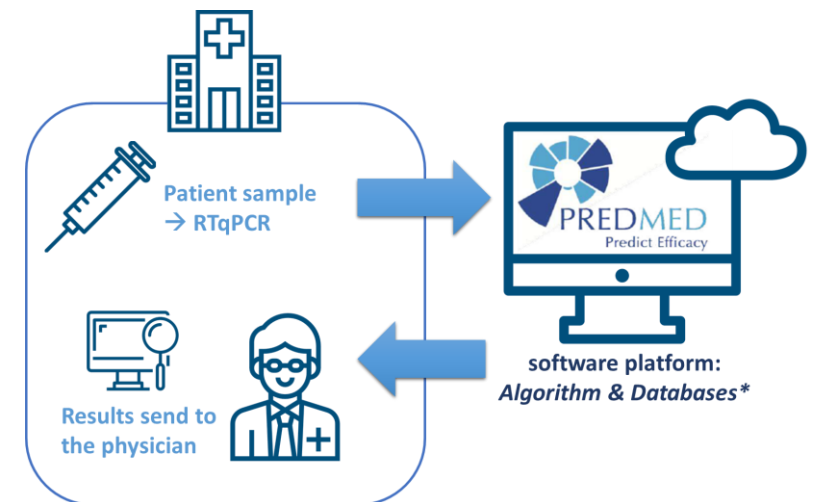 Patient sample
→ RTqPCR
PREDMED
Predict Efficacy
software platform:
Algorithm & Databases*
Results send to
the physician